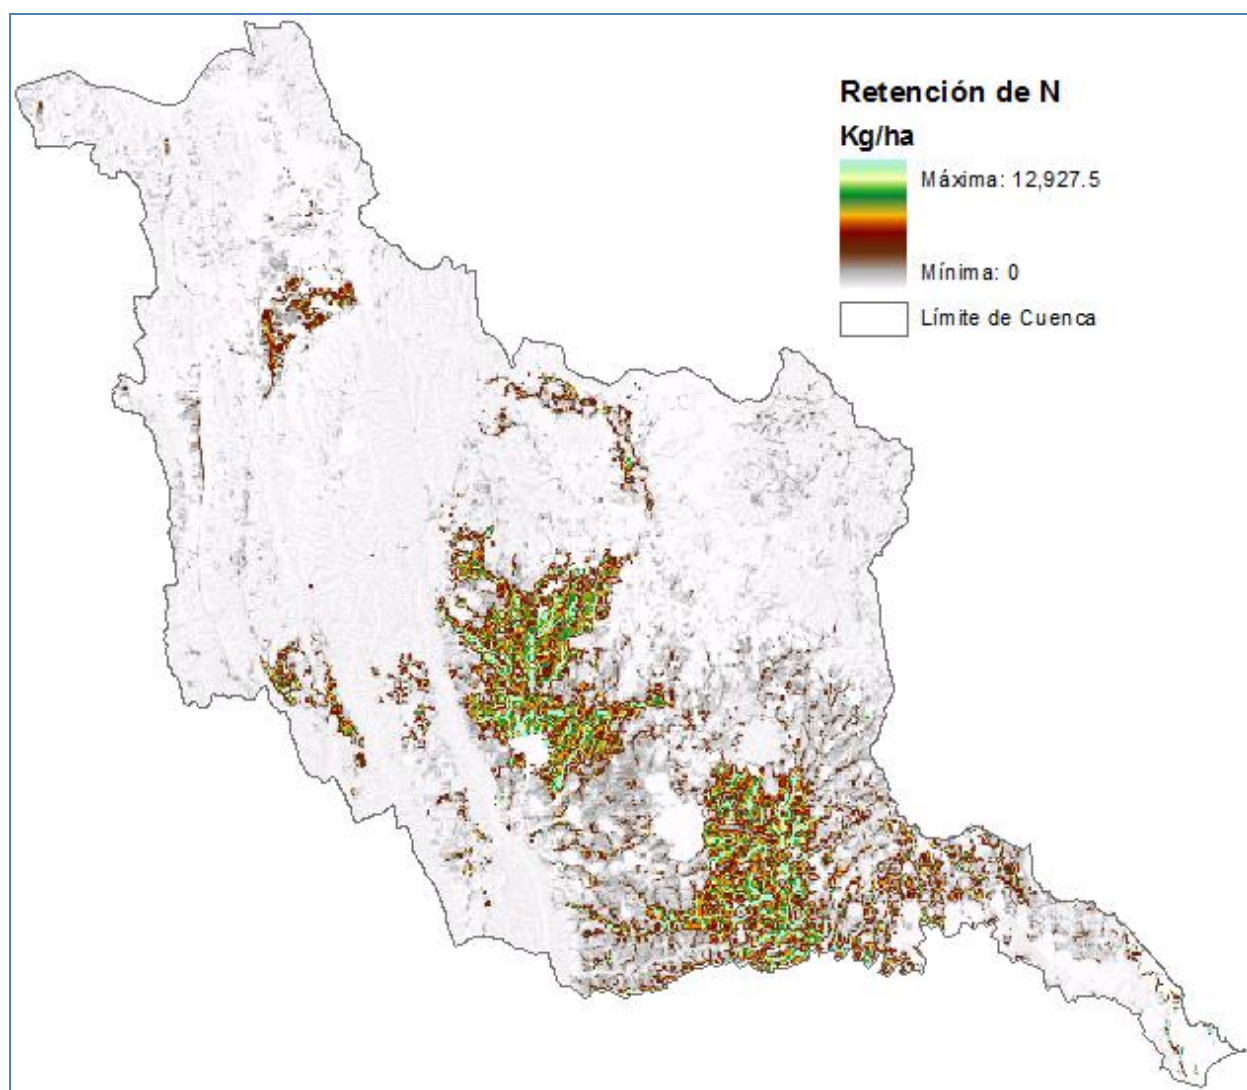 Retención de N
Kg/ha
Máxima: 12,927.5
Mínima: 0
Límite de Cuenca